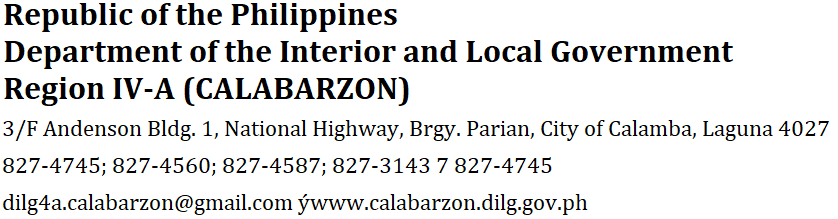 Republic of the Philippines
Department of the Interior and Local Government
Region IV-A (CALABARZON)
3/F Andenson Bldg. 1, National Highway, Brgy. Parian, City of Calamba, Laguna 4027
827-4745; 827-4560; 827-4587; 827-3143 7 827-4745
dilg4a.calabarzon@gmail.com ýwww.calabarzon.dilg.gov.ph